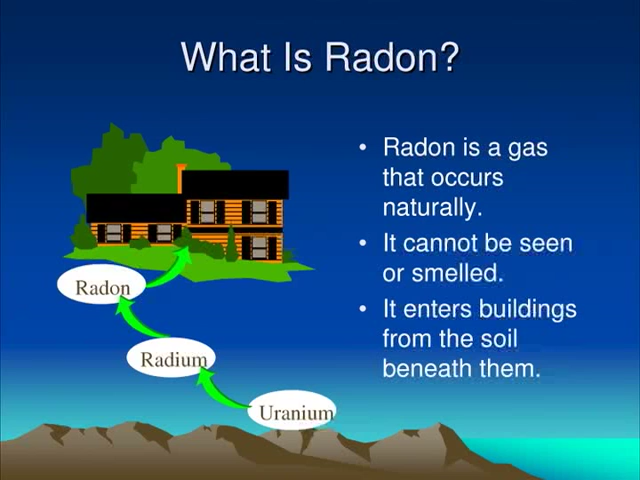 What Is Radon?
• Radon is a gas
that occurs
naturally.
• It cannot be seen
or smelled.
• It enters buildings
from the soil
beneath them.
Radon
Radium
Uranium